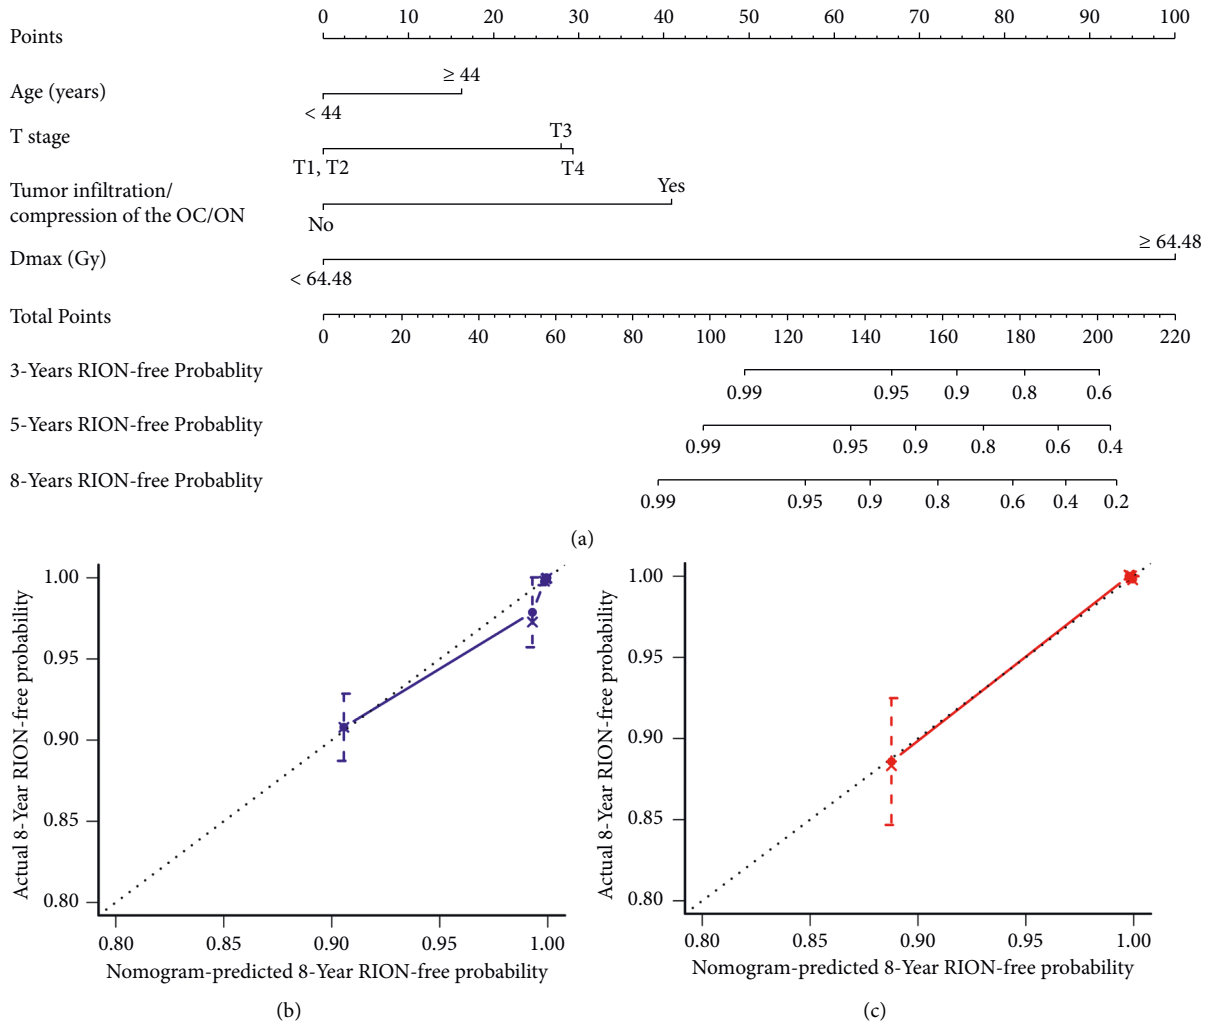 Points
0 10 20 30 40 50 60 70 80 90 100
Age (years)
≥ 44
< 44
T stage
T3
T1, T2
T4
Tumor infiltration/
compression of the OC/ON
Yes
No
Dmax (Gy)
≥ 64.48
< 64.48
Total Points
0 20 40 60 80 100 120 140 160 180 200 220
3-Years RION-free Probablity
0.99 0.95 0.9 0.8 0.6
5-Years RION-free Probablity
0.99 0.95 0.9 0.8 0.6 0.4
8-Years RION-free Probablity
0.99 0.95 0.9 0.8 0.6 0.4 0.2
(a)
Actual 8-Year RION-free probability
1.00
0.95
0.90
0.85
0.80
0.80 0.85 0.90 0.95 1.00
Nomogram-predicted 8-Year RION-free probability
(b)
Actual 8-Year RION-free probability
1.00
0.95
0.90
0.85
0.80
0.80 0.85 0.90 0.95 1.00
Nomogram-predicted 8-Year RION-free probability
(c)